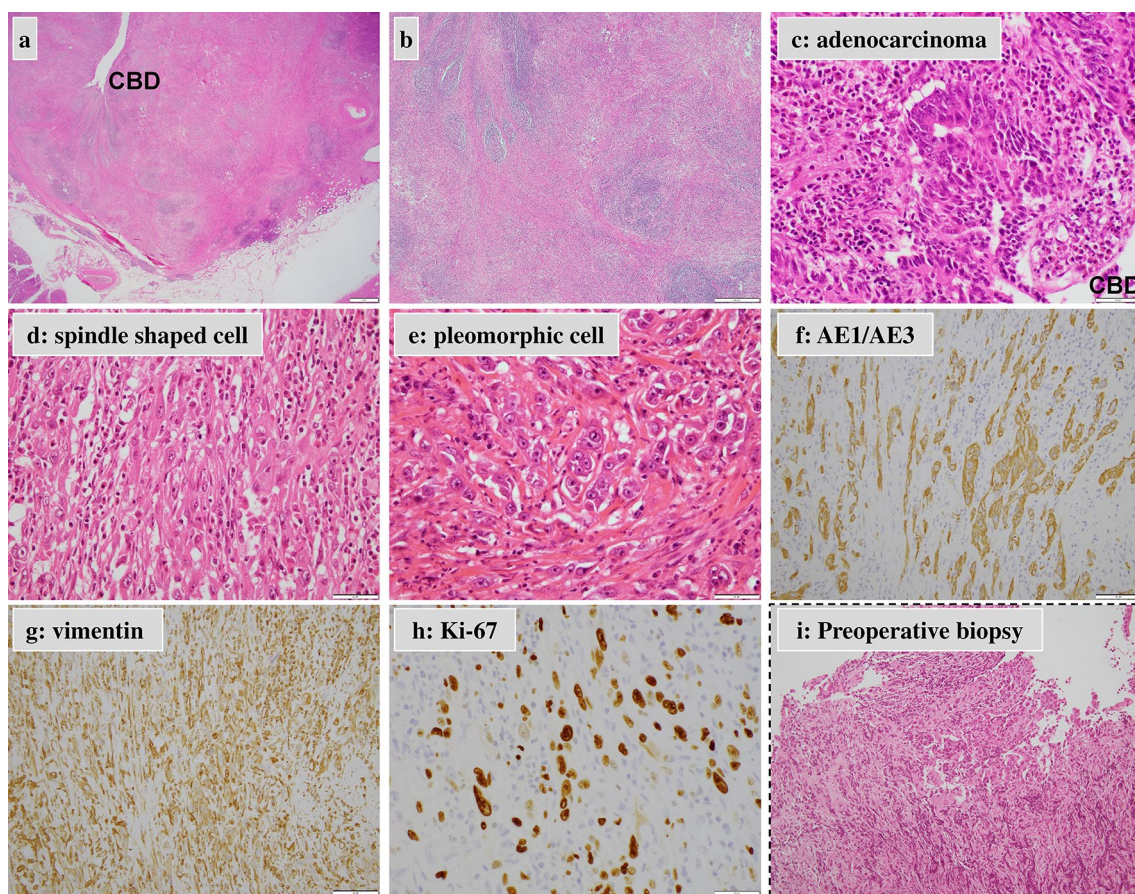 a
CBD
b
c: adenocarcinoma
CBD
d: spindle shaped cell
e: pleomorphic cell
f: AE1/AE3
g: vimentin
h: Ki-67
i: Preoperative biopsy